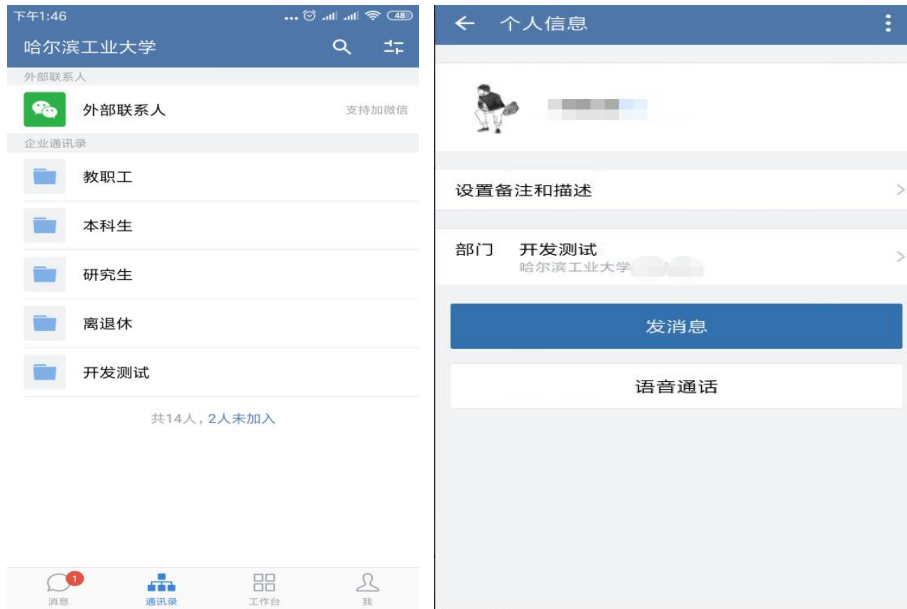 下午1:46
48
哈尔滨工业大学
外部联系人
外部联系人
支持加微信
企业通讯录
教职工
本科生
研究生
离退休
开发测试
共14人，2人未加入
1
消息
通讯录
工作台
我
个人信息
设置备注和描述
部门 开发测试
哈尔滨工业大学
发消息
语音通话